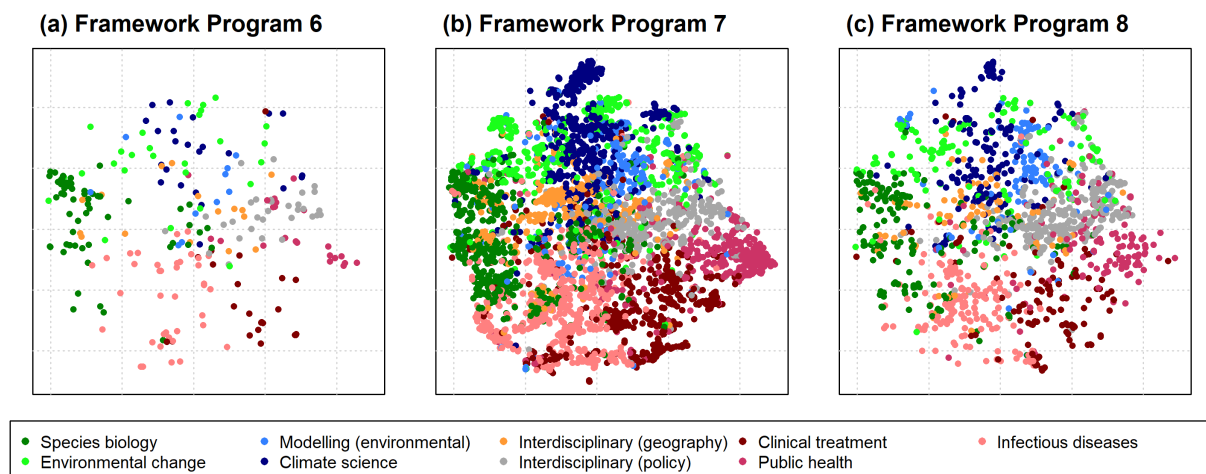 (a) Framework Program 6
(b) Framework Program 7
(c) Framework Program 8
Species biology
Modelling (environmental)
Interdisciplinary (geography)
Clinical treatment
Infectious diseases
Environmental change
Climate science
Interdisciplinary (policy)
Public health